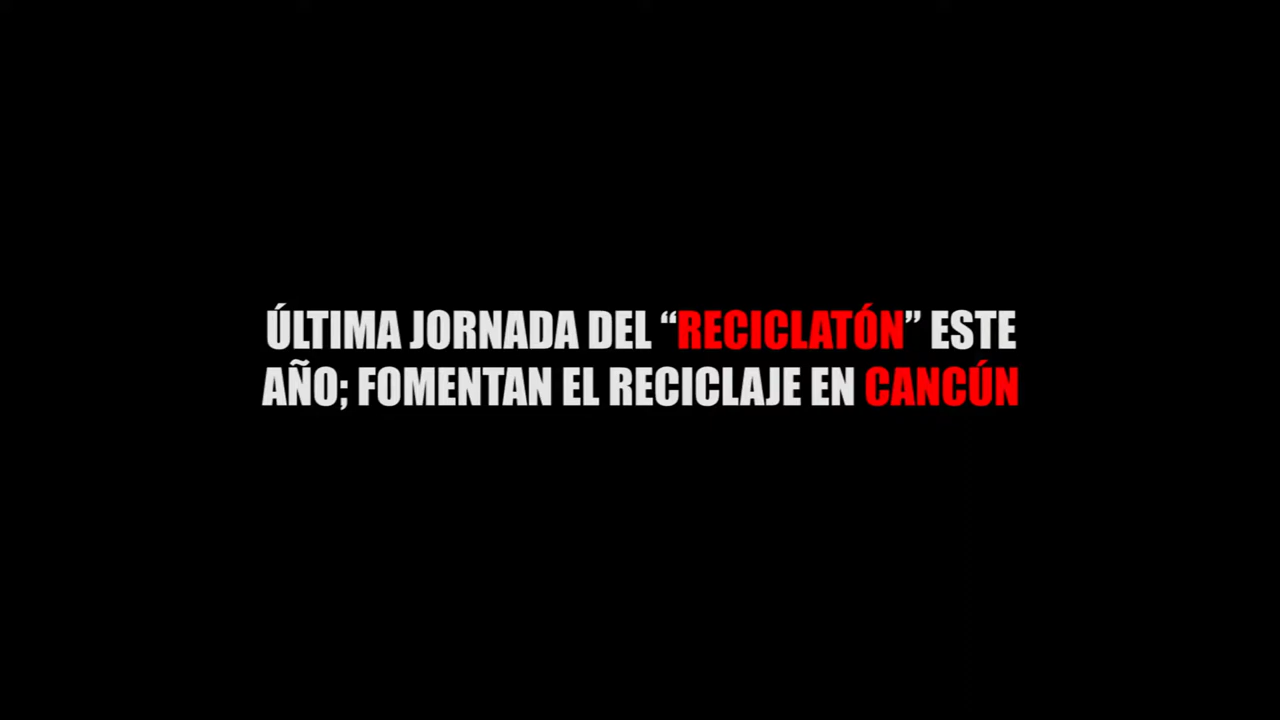 ÚLTIMA JORNADA DEL “RECICLATÓN” ESTE
AÑO; FOMENTAN EL RECICLAJE EN CANCÚN